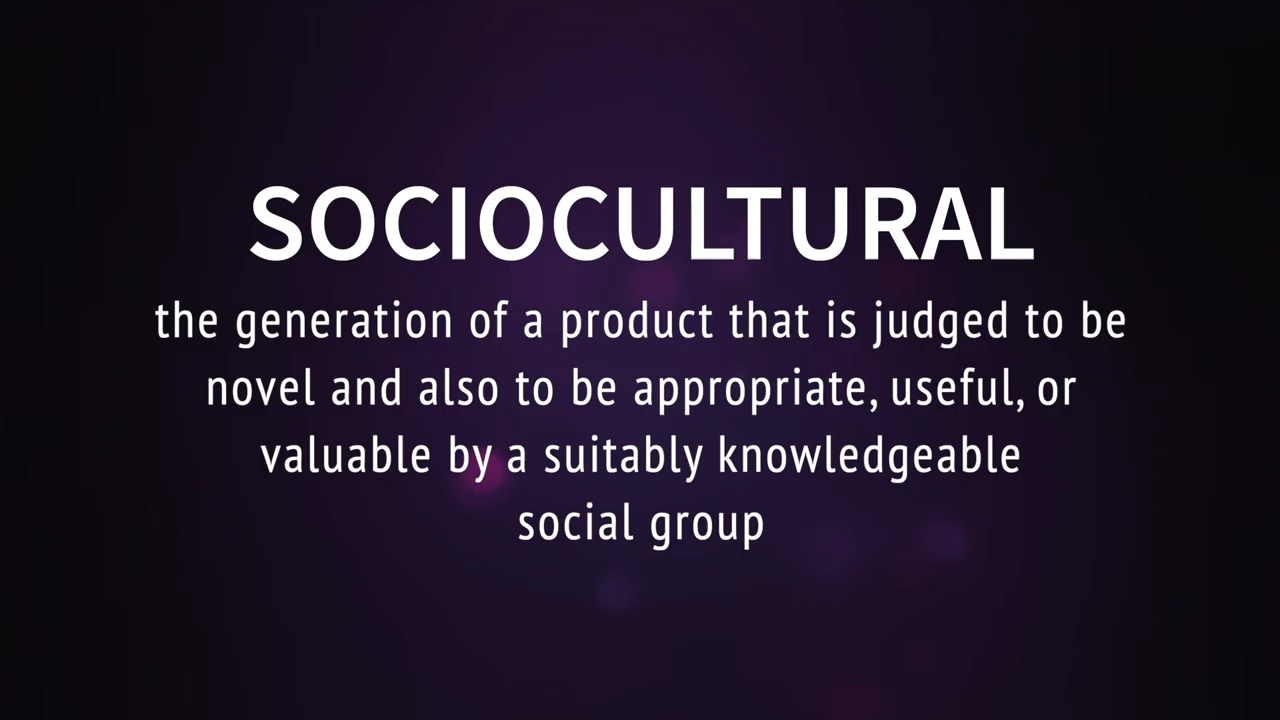 SOCIOCULTURAL
the generation of a product that is judged to be
novel and also to be appropriate, useful, or
valuable by a suitably knowledgeable
social group